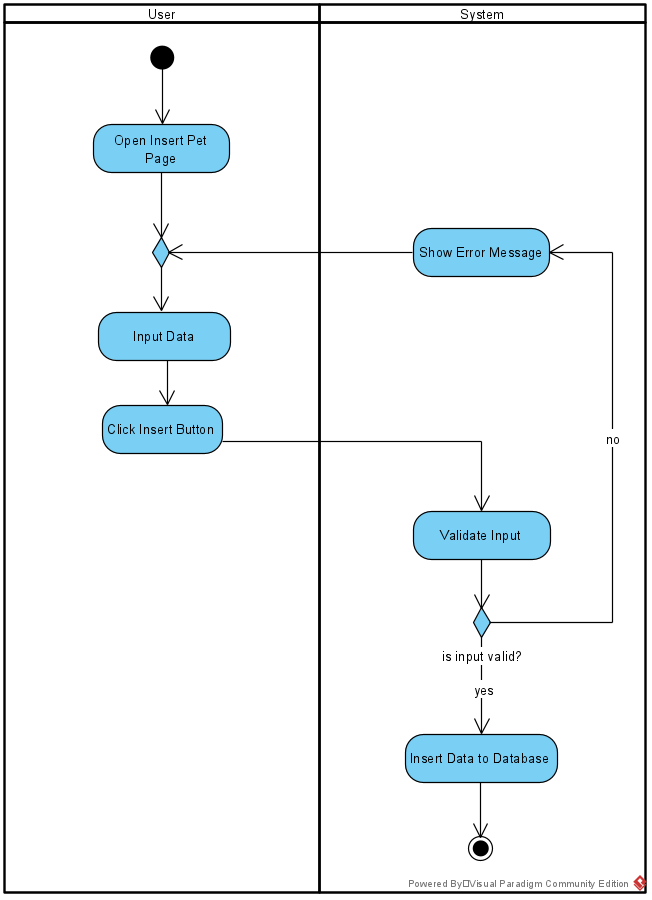 User
System
Open Insert Pet
Page
Show Error Message
Input Data
Click Insert Button
no
Validate Input
is input valid?
yes
Insert Data to Database
Powered By Visual Paradigm Community Edition